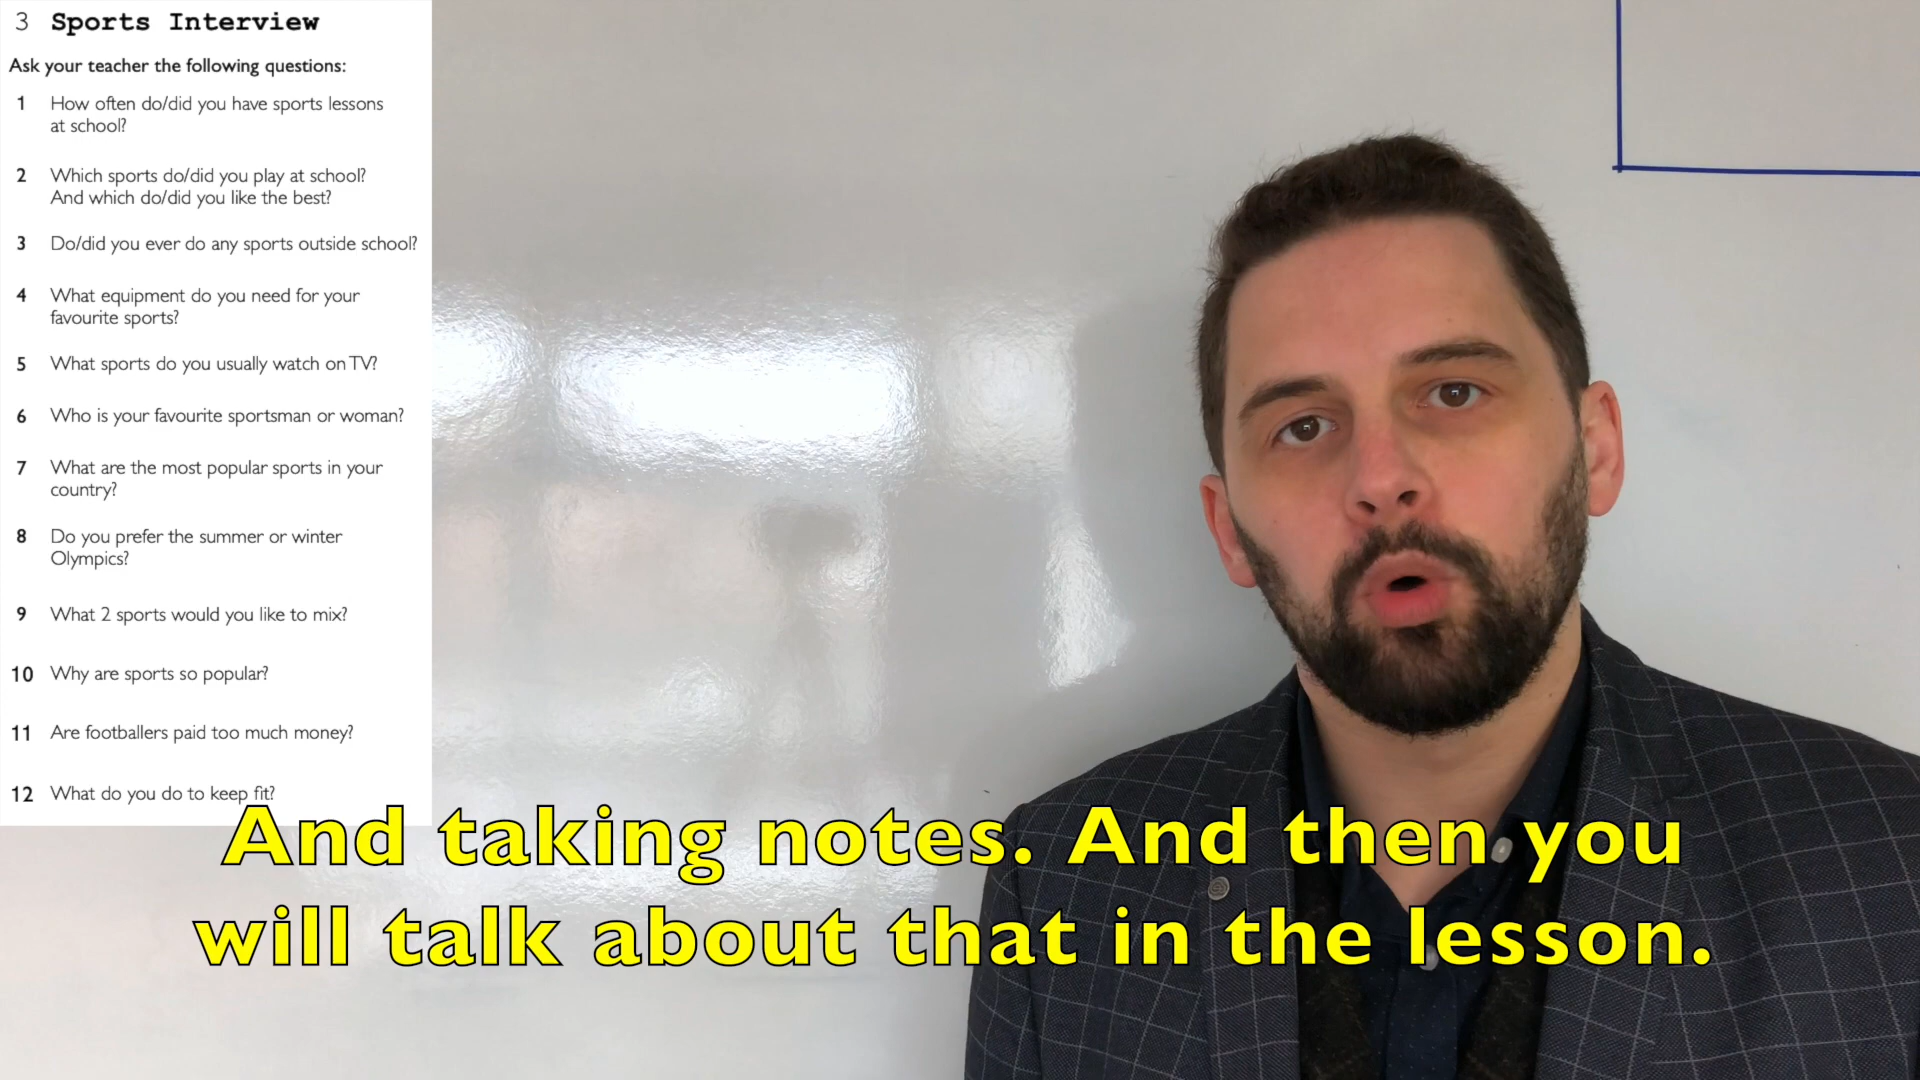 3 Sports Interview
Ask your teacher the following questions:
1 How often do/did you have sports lessons
at school?
2 Which sports do/did you play at school?
And which do/did you like the best?
3 Do/did you ever do any sports outside school?
4 What equipment do you need for your
favourite sports?
5 What sports do you usually watch on TV?
6 Who is your favourite sportsman or woman?
7 What are the most popular sports in your
country?
8 Do you prefer the summer or winter
Olympics?
9 What 2 sports would you like to mix?
10 Why are sports so popular?
11 Are footballers paid too much money?
12 What do you do to keep fit?
And taking notes. And then you
will talk about that in the lesson.